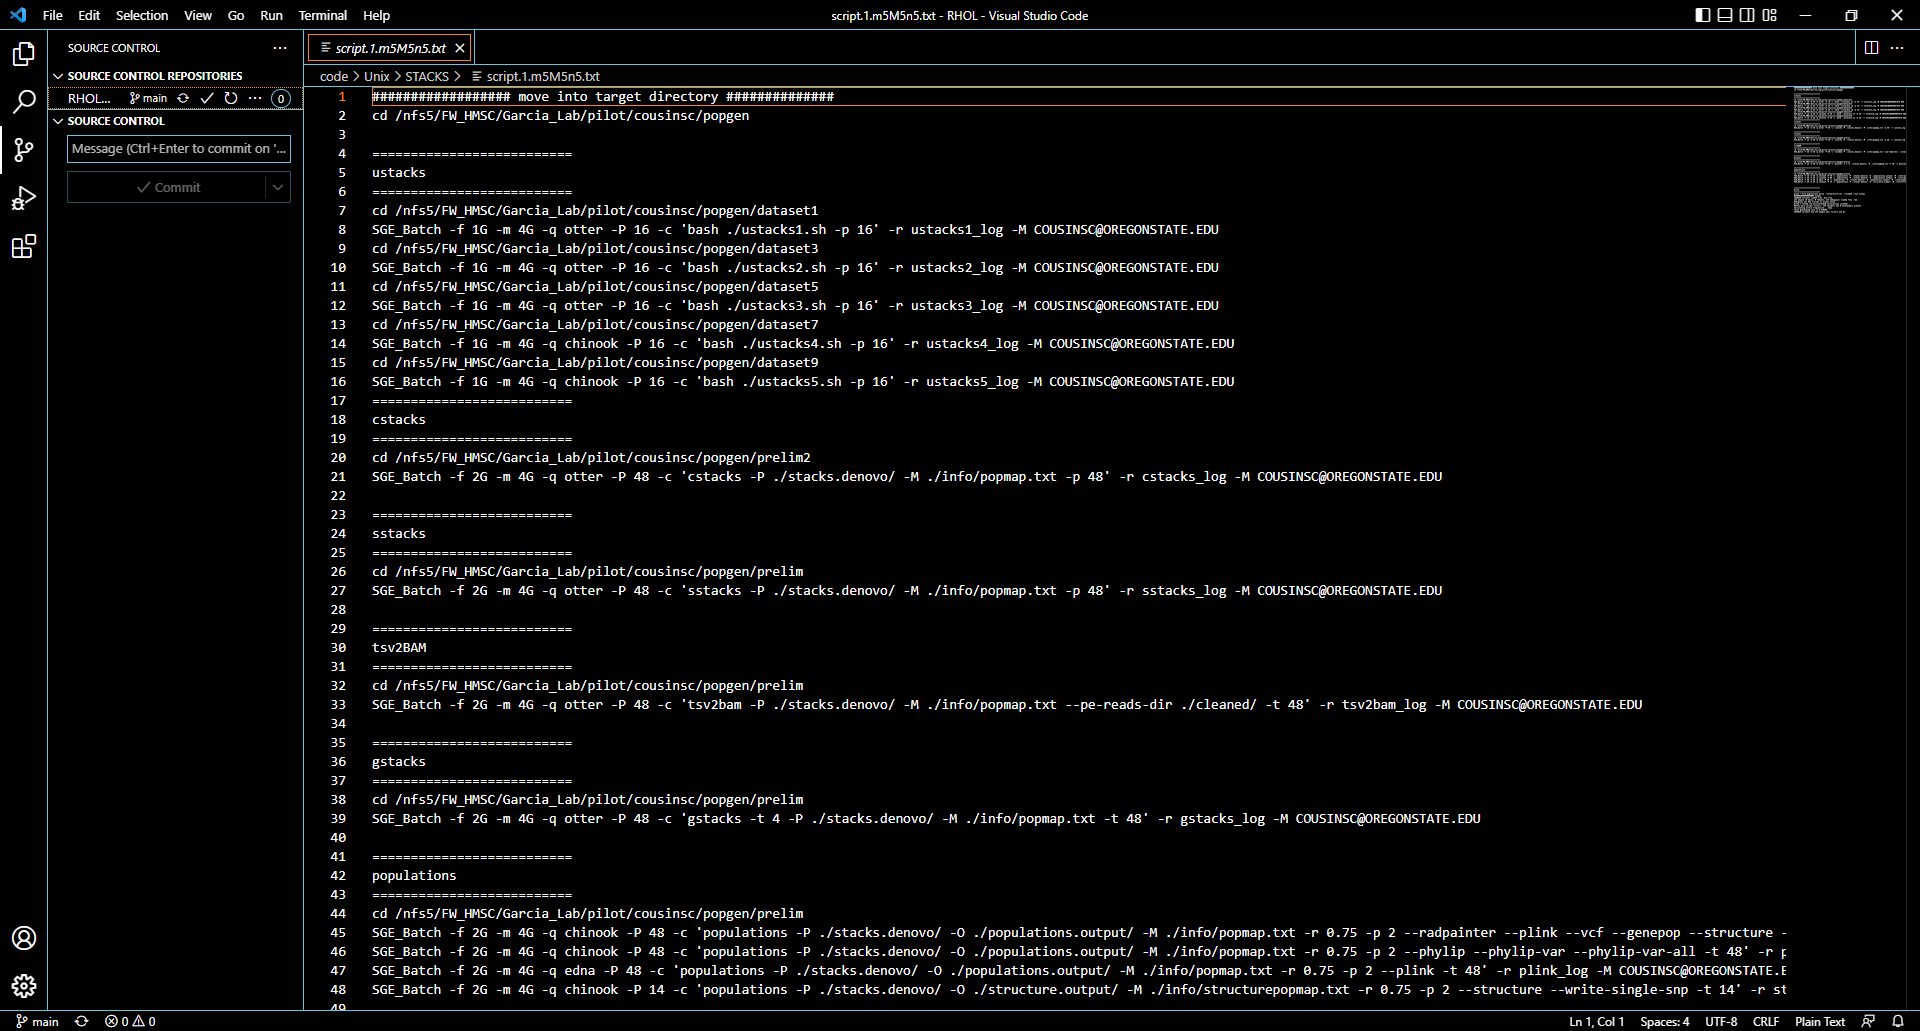 File Edit Selection View Go Run Terminal Help
script.1.m5M5n5.txt - RHOL - Visual Studio Code
SOURCE CONTROL
SOURCE CONTROL REPOSITORIES
RHOL... main 0
SOURCE CONTROL
Message (Ctrl+Enter to commit on '...
Commit
script.1.m5M5n5.txt
code > Unix > STACKS > script.1.m5M5n5.txt
1 ################## move into target directory ##############
2 cd /nfs5/FW_HMSC/Garcia_Lab/pilot/cousinsc/popgen
3
4 ==========================
5 ustacks
6 ==========================
7 cd /nfs5/FW_HMSC/Garcia_Lab/pilot/cousinsc/popgen/dataset1
8 SGE_Batch -f 1G -m 4G -q otter -P 16 -c 'bash ./ustacks1.sh -p 16' -r ustacks1_log -M COUSINSC@OREGONSTATE.EDU
9 cd /nfs5/FW_HMSC/Garcia_Lab/pilot/cousinsc/popgen/dataset3
10 SGE_Batch -f 1G -m 4G -q otter -P 16 -c 'bash ./ustacks2.sh -p 16' -r ustacks2_log -M COUSINSC@OREGONSTATE.EDU
11 cd /nfs5/FW_HMSC/Garcia_Lab/pilot/cousinsc/popgen/dataset5
12 SGE_Batch -f 1G -m 4G -q otter -P 16 -c 'bash ./ustacks3.sh -p 16' -r ustacks3_log -M COUSINSC@OREGONSTATE.EDU
13 cd /nfs5/FW_HMSC/Garcia_Lab/pilot/cousinsc/popgen/dataset7
14 SGE_Batch -f 1G -m 4G -q chinook -P 16 -c 'bash ./ustacks4.sh -p 16' -r ustacks4_log -M COUSINSC@OREGONSTATE.EDU
15 cd /nfs5/FW_HMSC/Garcia_Lab/pilot/cousinsc/popgen/dataset9
16 SGE_Batch -f 1G -m 4G -q chinook -P 16 -c 'bash ./ustacks5.sh -p 16' -r ustacks5_log -M COUSINSC@OREGONSTATE.EDU
17 ==========================
18 cstacks
19 ==========================
20 cd /nfs5/FW_HMSC/Garcia_Lab/pilot/cousinsc/popgen/prelim2
21 SGE_Batch -f 2G -m 4G -q otter -P 48 -c 'cstacks -P ./stacks.denovo/ -M ./info/popmap.txt -p 48' -r cstacks_log -M COUSINSC@OREGONSTATE.EDU
22
23 ==========================
24 sstacks
25 ==========================
26 cd /nfs5/FW_HMSC/Garcia_Lab/pilot/cousinsc/popgen/prelim
27 SGE_Batch -f 2G -m 4G -q otter -P 48 -c 'sstacks -P ./stacks.denovo/ -M ./info/popmap.txt -p 48' -r sstacks_log -M COUSINSC@OREGONSTATE.EDU
28
29 ==========================
30 tsv2BAM
31 ==========================
32 cd /nfs5/FW_HMSC/Garcia_Lab/pilot/cousinsc/popgen/prelim
33 SGE_Batch -f 2G -m 4G -q otter -P 48 -c 'tsv2bam -P ./stacks.denovo/ -M ./info/popmap.txt --pe-reads-dir ./cleaned/ -t 48' -r tsv2bam_log -M COUSINSC@OREGONSTATE.EDU
34
35 ==========================
36 gstacks
37 ==========================
38 cd /nfs5/FW_HMSC/Garcia_Lab/pilot/cousinsc/popgen/prelim
39 SGE_Batch -f 2G -m 4G -q otter -P 48 -c 'gstacks -t 4 -P ./stacks.denovo/ -M ./info/popmap.txt -t 48' -r gstacks_log -M COUSINSC@OREGONSTATE.EDU
40
41 ==========================
42 populations
43 ==========================
44 cd /nfs5/FW_HMSC/Garcia_Lab/pilot/cousinsc/popgen/prelim
45 SGE_Batch -f 2G -m 4G -q chinook -P 48 -c 'populations -P ./stacks.denovo/ -O ./populations.output/ -M ./info/popmap.txt -r 0.75 -p 2 --radpainter --plink --vcf --genepop --structure -
46 SGE_Batch -f 2G -m 4G -q chinook -P 48 -c 'populations -P ./stacks.denovo/ -O ./populations.output/ -M ./info/popmap.txt -r 0.75 -p 2 --phylip --phylip-var --phylip-var-all -t 48' -r p
47 SGE_Batch -f 2G -m 4G -q edna -P 48 -c 'populations -P ./stacks.denovo/ -O ./populations.output/ -M ./info/popmap.txt -r 0.75 -p 2 --plink -t 48' -r plink_log -M COUSINSC@OREGONSTATE.E
48 SGE_Batch -f 2G -m 4G -q chinook -P 14 -c 'populations -P ./stacks.denovo/ -O ./structure.output/ -M ./info/structurepopmap.txt -r 0.75 -p 2 --structure --write-single-snp -t 14' -r st
49
main 0 0 Ln 1, Col 1 Spaces: 4 UTF-8 CRLF Plain Text